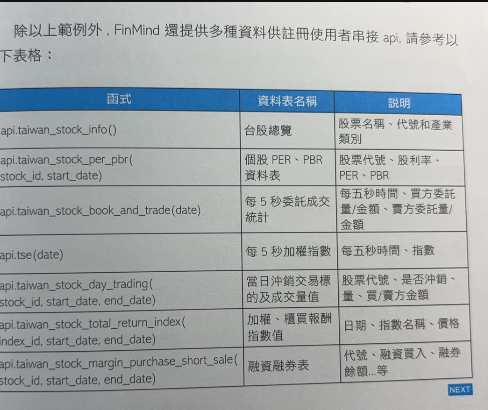 除以上範例外，FinMind 還提供多種資料供註冊使用者串接 api, 請參考以
下表格：
函式 資料表名稱 說明
api.taiwan_stock_info() 台股總覽 股票名稱、代號和產業
類別
api.taiwan_stock_per_pbr( 個股 PER、PBR 股票代號、股利率、
stock_id, start_date) 資料表 PER、PBR
api.taiwan_stock_book_and_trade(date) 每 5 秒委託成交 每五秒時間、買方委託
統計 量/金額、賣方委託量/
金額
api.tse(date) 每 5 秒加權指數 每五秒時間、指數
api.taiwan_stock_day_trading( 當日沖銷交易標 股票代號、是否沖銷、
stock_id, start_date, end_date) 的及成交量值 量、買/賣方金額
api.taiwan_stock_total_return_index( 加權、櫃買報酬 日期、指數名稱、價格
index_id, start_date, end_date) 指數值
api.taiwan_stock_margin_purchase_short_sale( 融資融券表 代號、融資買入、融券
stock_id, start_date, end_date) 餘額...等
NEXT